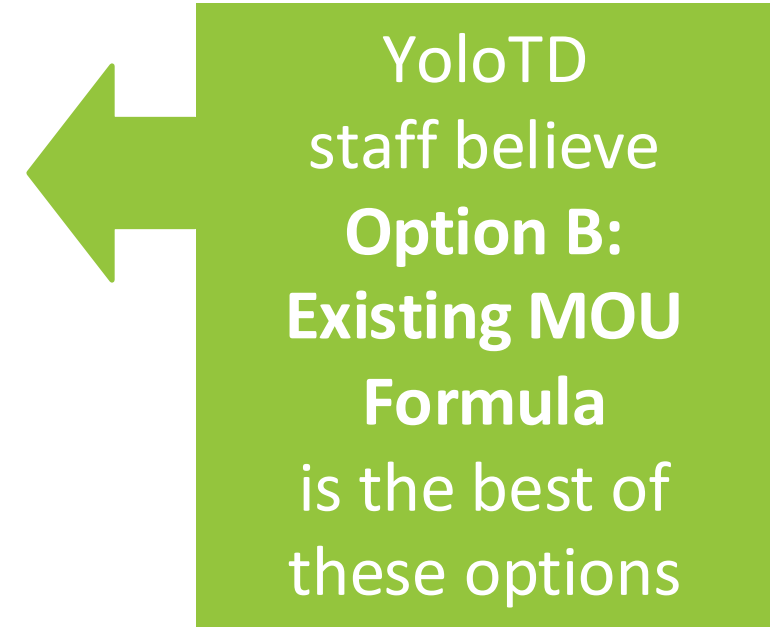 YoloTD
staff believe
Option B:
Existing MOU
Formula
is the best of
these options